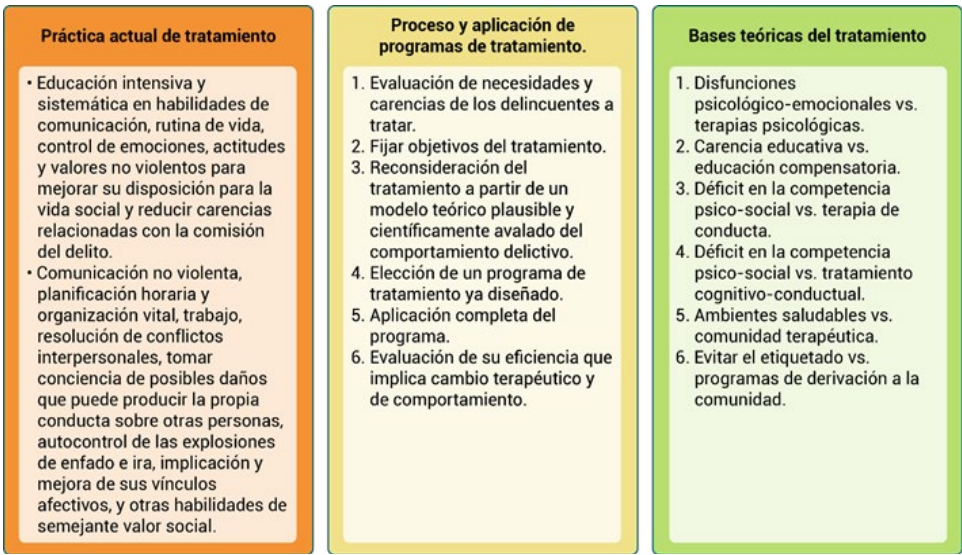 Práctica actual de tratamiento
• Educación intensiva y
sistemática en habilidades de
comunicación, rutina de vida,
control de emociones, actitudes
y valores no violentos para
mejorar su disposición para la
vida social y reducir carencias
relacionadas con la comisión
del delito.
• Comunicación no violenta,
planificación horaria y
organización vital, trabajo,
resolución de conflictos
interpersonales, tomar
conciencia de posibles daños
que puede producir la propia
conducta sobre otras personas,
autocontrol de las explosiones
de enfado e ira, implicación y
mejora de sus vínculos
afectivos, y otras habilidades de
semejante valor social.
Proceso y aplicación de
programas de tratamiento.
1. Evaluación de necesidades y
carencias de los delincuentes a
tratar.
2. Fijar objetivos del tratamiento.
3. Reconsideración del
tratamiento a partir de un
modelo teórico plausible y
científicamente avalado del
comportamiento delictivo.
4. Elección de un programa de
tratamiento ya diseñado.
5. Aplicación completa del
programa.
6. Evaluación de su eficiencia que
implica cambio terapéutico y
de comportamiento.
Bases teóricas del tratamiento
1. Disfunciones
psicológico-emocionales vs.
terapias psicológicas.
2. Carencia educativa vs.
educación compensatoria.
3. Déficit en la competencia
psico-social vs. terapia de
conducta.
4. Déficit en la competencia
psico-social vs. tratamiento
cognitivo-conductual.
5. Ambientes saludables vs.
comunidad terapéutica.
6. Evitar el etiquetado vs.
programas de derivación a la
comunidad.